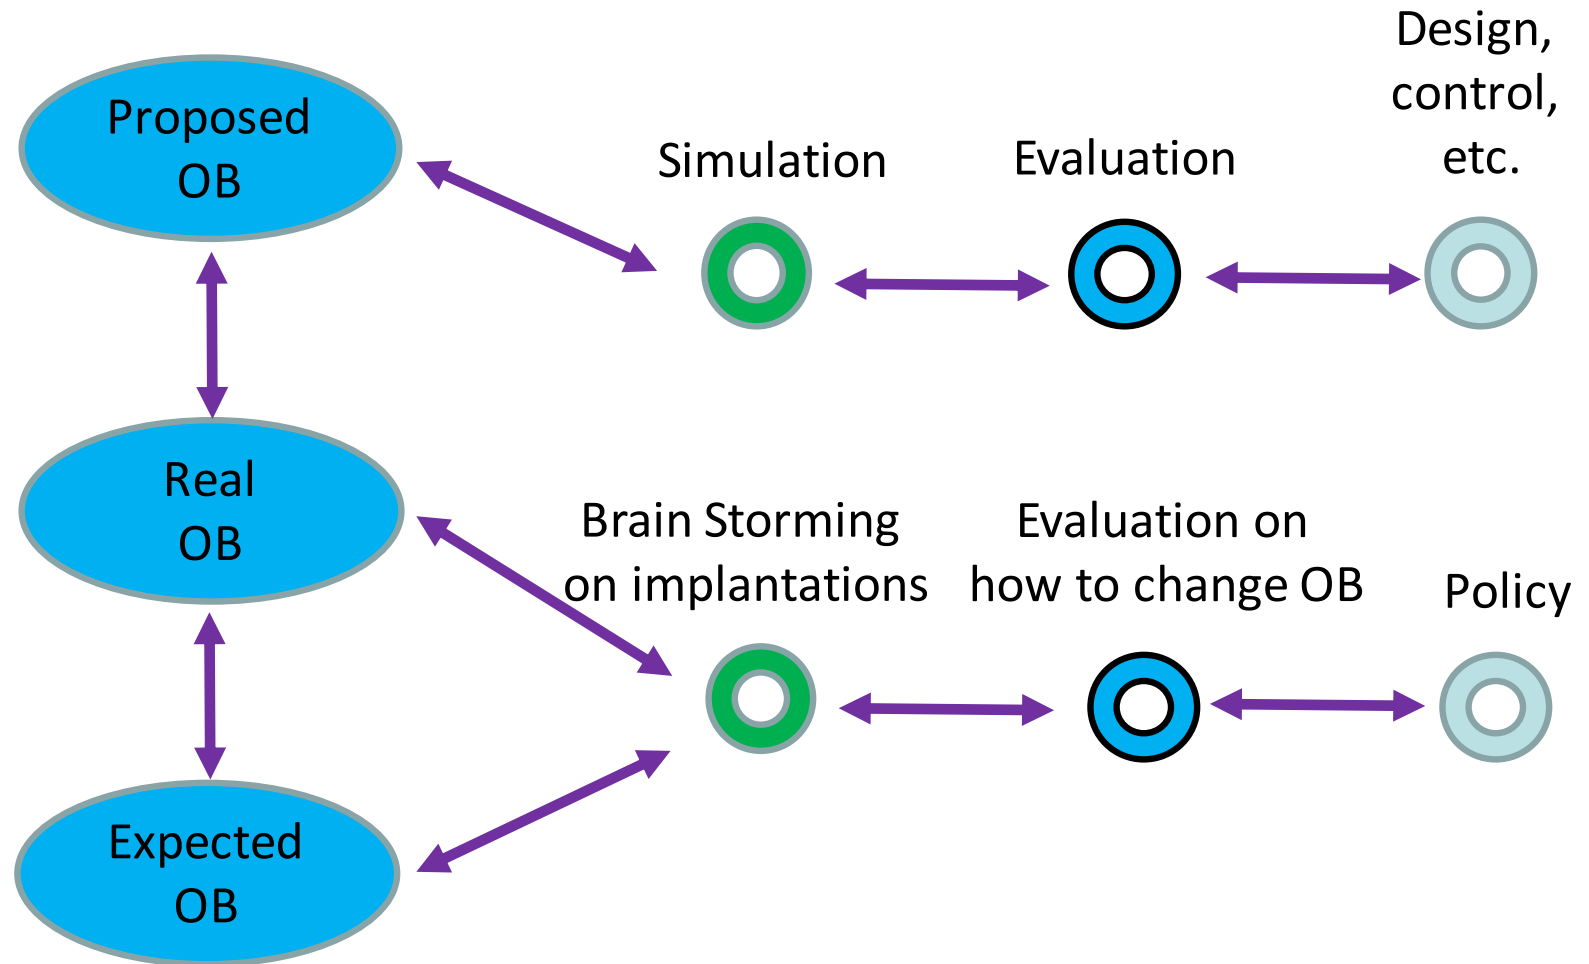 Proposed
OB
Simulation
Evaluation
Design,
control,
etc.
Real
OB
Brain Storming
on implantations
Evaluation on
how to change OB
Policy
Expected
OB